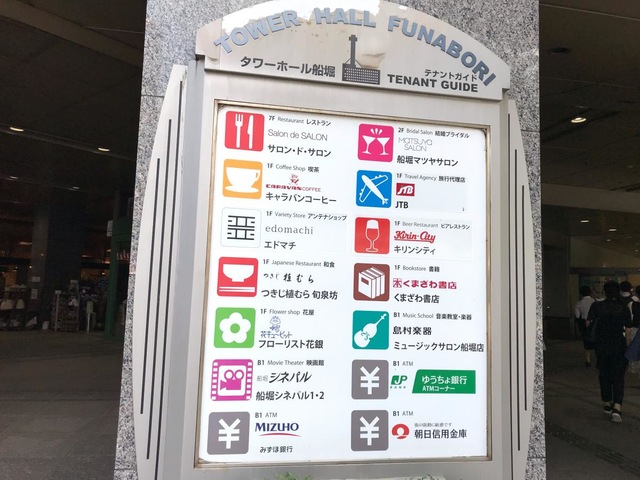 TOWER HALL FUNABORI
タワーホール船堀
テナントガイド
TENANT GUIDE
7F Restaurant レストラン
Salon de SALON
サロン・ド・サロン
1F Coffee Shop 喫茶
CARAVAN COFFEE
キャラバンコーヒー
1F Variety Store アンテナショップ
edomachi
エドマチ
1F Japanese Restaurant 和食
つきじ 植むら
つきじ植むら 旬泉坊
1F Flower shop 花屋
花キューピット
フローリスト花銀
B1 Movie Theater 映画館
船堀 シネパル
船堀シネパル1・2
B1 ATM
MIZUHO
みずほ銀行
2F Bridal Salon 結婚ブライダル
MATSUYA
SALON
船堀マツヤサロン
1F Travel Agency 旅行代理店
JTB
JTB
1F Beer Restaurant ビアレストラン
Kirin City
キリンシティ
1F Bookstore 書籍
くまざわ書店
くまざわ書店
B1 Music School 音楽教室・楽器
島村楽器
ミュージックサロン船堀店
B1 ATM
JP
BANK
ゆうちょ銀行
ATMコーナー
B1 ATM
朝日信用金庫